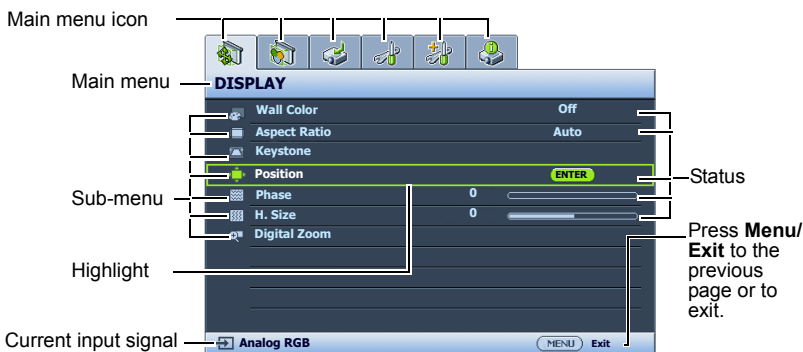 Main menu icon
Main menu
DISPLAY
Wall Color Off
Aspect Ratio Auto
Keystone
Position ENTER
Status
Sub-menu
Phase 0
H. Size 0
Digital Zoom
Press Menu/
Exit to the
previous
page or to
exit.
Highlight
Current input signal
Analog RGB
MENU Exit